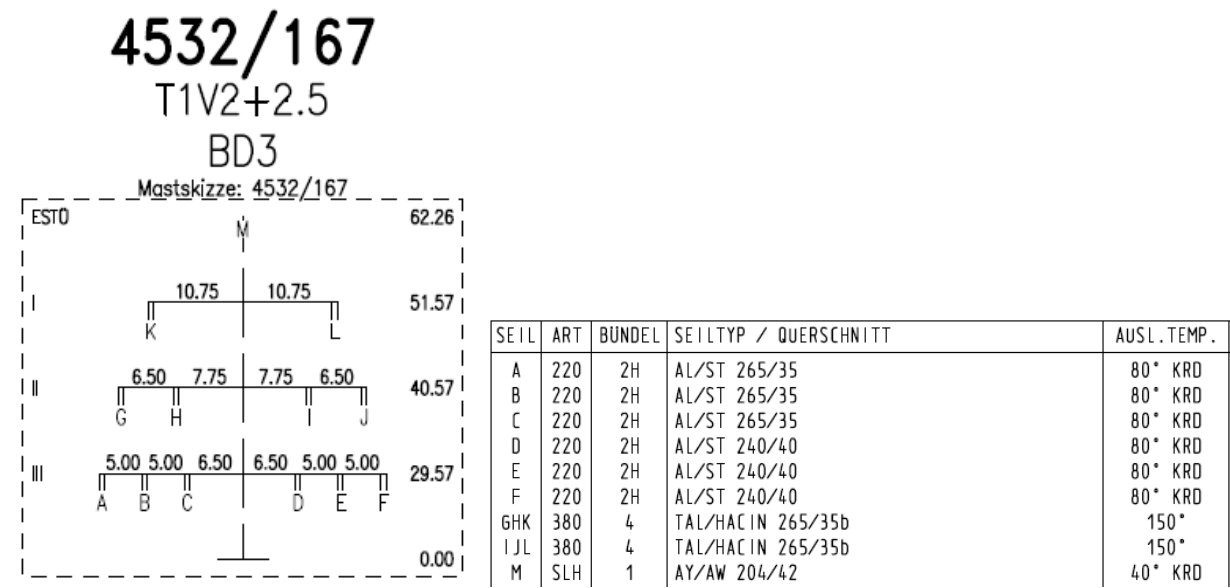 4532/167
T1V2+2.5
BD3
Mastskizze: 4532/167
ESTÖ 62.26
M
I 10.75 10.75 51.57
K L
II 6.50 7.75 7.75 6.50 40.57
G H I J
III 5.00 5.00 6.50 6.50 5.00 5.00 29.57
A B C D E F
0.00
SEIL ART BÜNDEL SEILTYP / QUERSCHNITT AUSL.TEMP.
A 220 2H AL/ST 265/35 80° KRD
B 220 2H AL/ST 265/35 80° KRD
C 220 2H AL/ST 265/35 80° KRD
D 220 2H AL/ST 240/40 80° KRD
E 220 2H AL/ST 240/40 80° KRD
F 220 2H AL/ST 240/40 80° KRD
GHK 380 4 TAL/HACIN 265/35b 150°
IJL 380 4 TAL/HACIN 265/35b 150°
M SLH 1 AY/AW 204/42 40° KRD